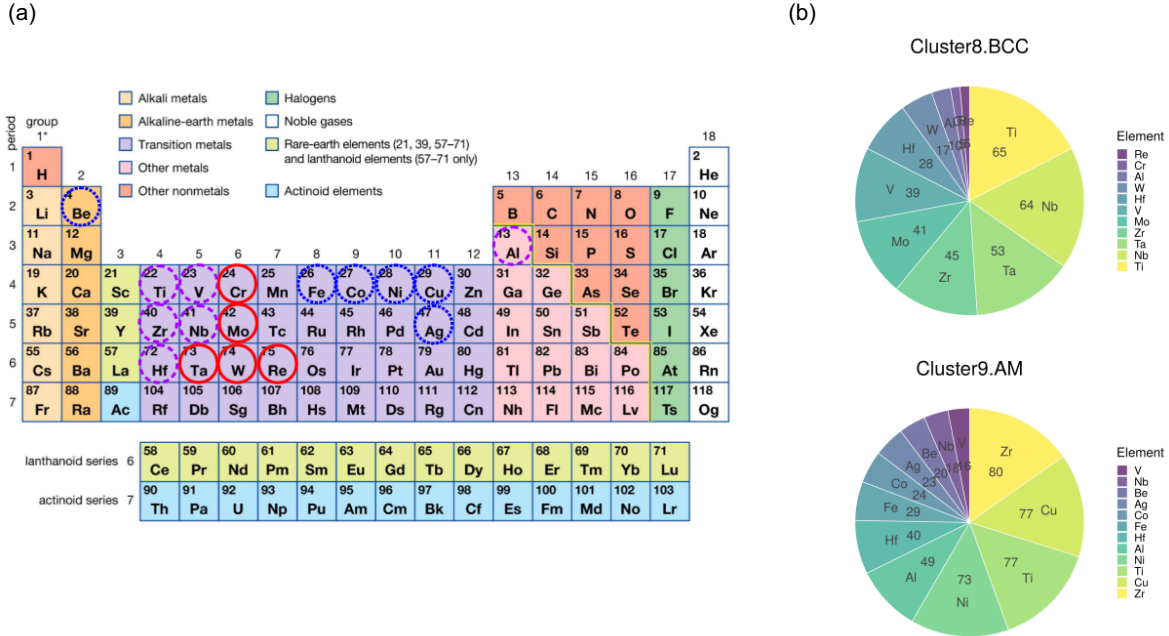 (a)
period
group
1*
2
3
4
5
6
7
8
9
10
11
12
13
14
15
16
17
18
Alkali metals
Alkaline-earth metals
Transition metals
Other metals
Other nonmetals
Halogens
Noble gases
Rare-earth elements (21, 39, 57–71)
and lanthanoid elements (57–71 only)
Actinoid elements
1
1 2
H He
2
3 4 5 6 7 8 9 10
Li Be B C N O F Ne
3
11 12 13 14 15 16 17 18
Na Mg Al Si P S Cl Ar
4
19 20 21 22 23 24 25 26 27 28 29 30 31 32 33 34 35 36
K Ca Sc Ti V Cr Mn Fe Co Ni Cu Zn Ga Ge As Se Br Kr
5
37 38 39 40 41 42 43 44 45 46 47 48 49 50 51 52 53 54
Rb Sr Y Zr Nb Mo Tc Ru Rh Pd Ag Cd In Sn Sb Te I Xe
6
55 56 57 72 73 74 75 76 77 78 79 80 81 82 83 84 85 86
Cs Ba La Hf Ta W Re Os Ir Pt Au Hg Tl Pb Bi Po At Rn
7
87 88 89 104 105 106 107 108 109 110 111 112 113 114 115 116 117 118
Fr Ra Ac Rf Db Sg Bh Hs Mt Ds Rg Cn Nh Fl Mc Lv Ts Og
lanthanoid series 6
58 59 60 61 62 63 64 65 66 67 68 69 70 71
Ce Pr Nd Pm Sm Eu Gd Tb Dy Ho Er Tm Yb Lu
actinoid series 7
90 91 92 93 94 95 96 97 98 99 100 101 102 103
Th Pa U Np Pu Am Cm Bk Cf Es Fm Md No Lr
(b)
Cluster8.BCC
Ti
65
64 Nb
53
Ta
45
Zr
41
Mo
V 39
Hf
28
W
17
Al
10
Re
Element
Re
Cr
Al
W
Hf
V
Mo
Zr
Ta
Nb
Ti
Cluster9.AM
Zr
80
77 Cu
77
Ti
73
Ni
49
Al
Hf 40
Fe 29
Co
24
Ag
23
Be
20
Nb
18
V
16
Element
V
Nb
Be
Ag
Co
Fe
Hf
Al
Ni
Ti
Cu
Zr